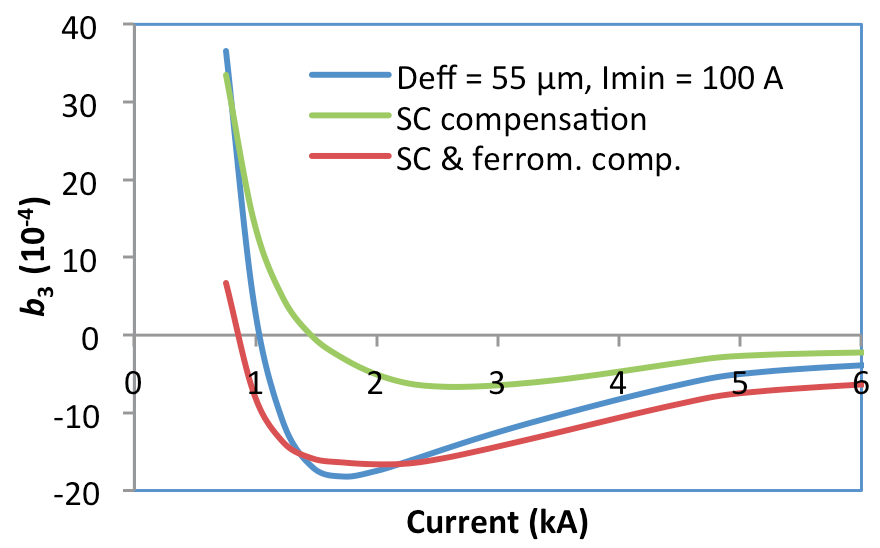 40
30
20
10
0
-10
-20
b3 (10-4)
Deff = 55 µm, Imin = 100 A
SC compensation
SC & ferrom. comp.
0 1 2 3 4 5 6
Current (kA)